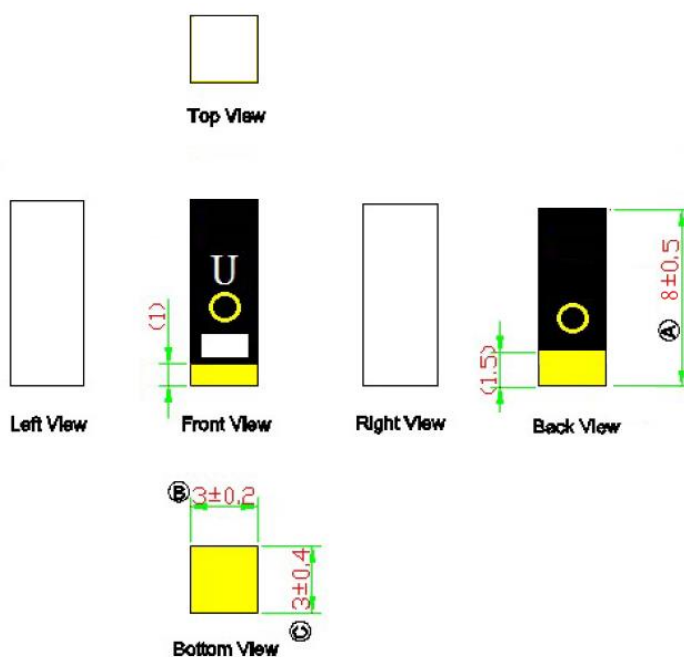 Top View
U
(1)
(1.5)
A 8±0.5
Left View
Front View
Right View
Back View
B 3±0.2
3±0.4
C
Bottom View